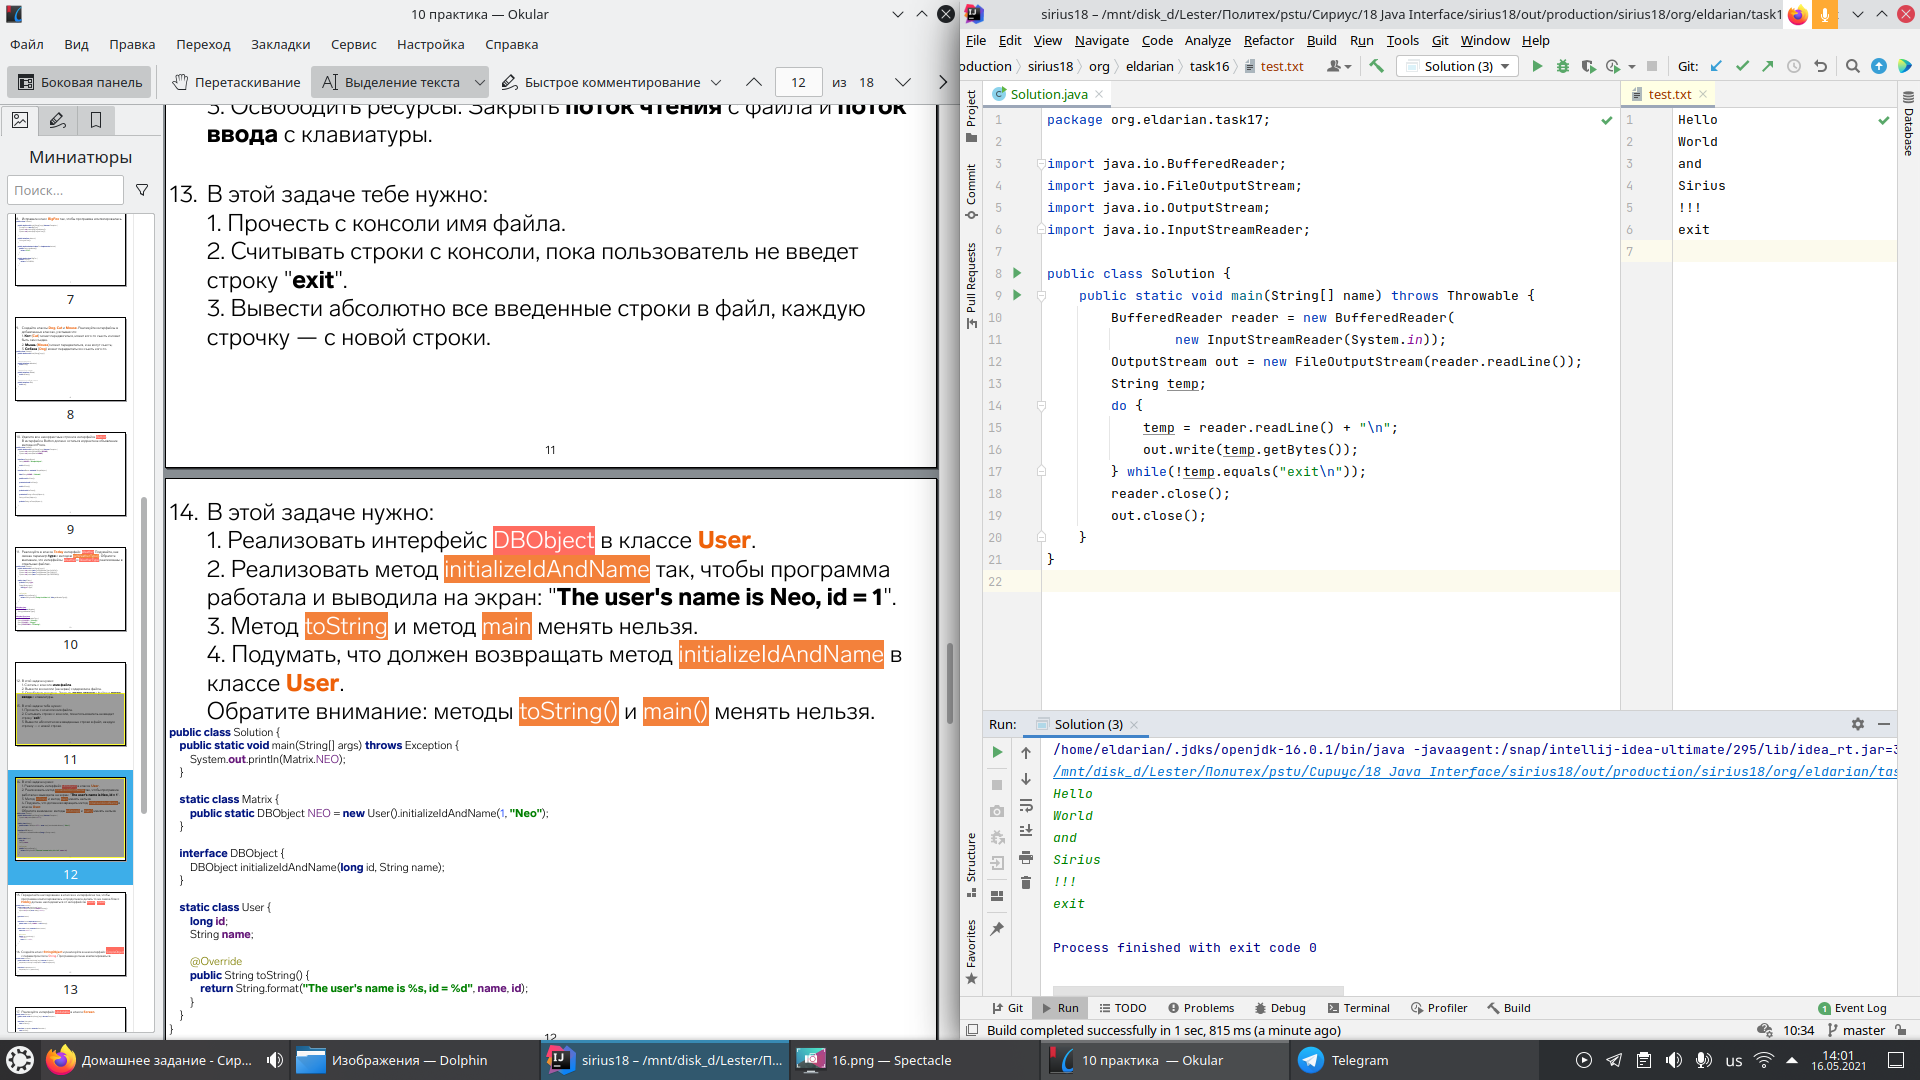 10 практика — Okular
Файл Вид Правка Переход Закладки Сервис Настройка Справка
Боковая панель Перетаскивание Выделение текста Быстрое комментирование 12 из 18
Миниатюры
Поиск...
7
8
9
10
11
12
13
3. Освободить ресурсы. Закрыть поток чтения с файла и поток
ввода с клавиатуры.
13. В этой задаче тебе нужно:
1. Прочесть с консоли имя файла.
2. Считывать строки с консоли, пока пользователь не введет
строку "exit".
3. Вывести абсолютно все введенные строки в файл, каждую
строчку — с новой строки.
11
14. В этой задаче нужно:
1. Реализовать интерфейс DBObject в классе User.
2. Реализовать метод initializeIdAndName так, чтобы программа
работала и выводила на экран: "The user's name is Neo, id = 1".
3. Метод toString и метод main менять нельзя.
4. Подумать, что должен возвращать метод initializeIdAndName в
классе User.
Обратите внимание: методы toString() и main() менять нельзя.
public class Solution {
public static void main(String[] args) throws Exception {
System.out.println(Matrix.NEO);
}
static class Matrix {
public static DBObject NEO = new User().initializeIdAndName(1, "Neo");
}
interface DBObject {
DBObject initializeIdAndName(long id, String name);
}
static class User {
long id;
String name;
@Override
public String toString() {
return String.format("The user's name is %s, id = %d", name, id);
}
}
}
12
sirius18 – /mnt/disk_d/Lester/Политех/pstu/Сириус/18 Java Interface/sirius18/out/production/sirius18/org/eldarian/task1
File Edit View Navigate Code Analyze Refactor Build Run Tools Git Window Help
oduction sirius18 org eldarian task16 test.txt Solution (3) Git:
Project
Commit
Pull Requests
Structure
Favorites
Database
Solution.java
1 package org.eldarian.task17;
2
3 import java.io.BufferedReader;
4 import java.io.FileOutputStream;
5 import java.io.OutputStream;
6 import java.io.InputStreamReader;
7
8 public class Solution {
9 public static void main(String[] name) throws Throwable {
10 BufferedReader reader = new BufferedReader(
11 new InputStreamReader(System.in));
12 OutputStream out = new FileOutputStream(reader.readLine());
13 String temp;
14 do {
15 temp = reader.readLine() + "\n";
16 out.write(temp.getBytes());
17 } while(!temp.equals("exit\n"));
18 reader.close();
19 out.close();
20 }
21 }
22
test.txt
1 Hello
2 World
3 and
4 Sirius
5 !!!
6 exit
7
Run: Solution (3)
/home/eldarian/.jdks/openjdk-16.0.1/bin/java -javaagent:/snap/intellij-idea-ultimate/295/lib/idea_rt.jar=3
/mnt/disk_d/Lester/Политех/pstu/Сириус/18 Java Interface/sirius18/out/production/sirius18/org/eldarian/tas
Hello
World
and
Sirius
!!!
exit
Process finished with exit code 0
Git Run TODO Problems Debug Terminal Profiler Build 1 Event Log
Build completed successfully in 1 sec, 815 ms (a minute ago) 10:34 master
Домашнее задание - Сир... Изображения — Dolphin sirius18 – /mnt/disk_d/Lester/П... 16.png — Spectacle 10 практика — Okular Telegram us 14:01
16.05.2021